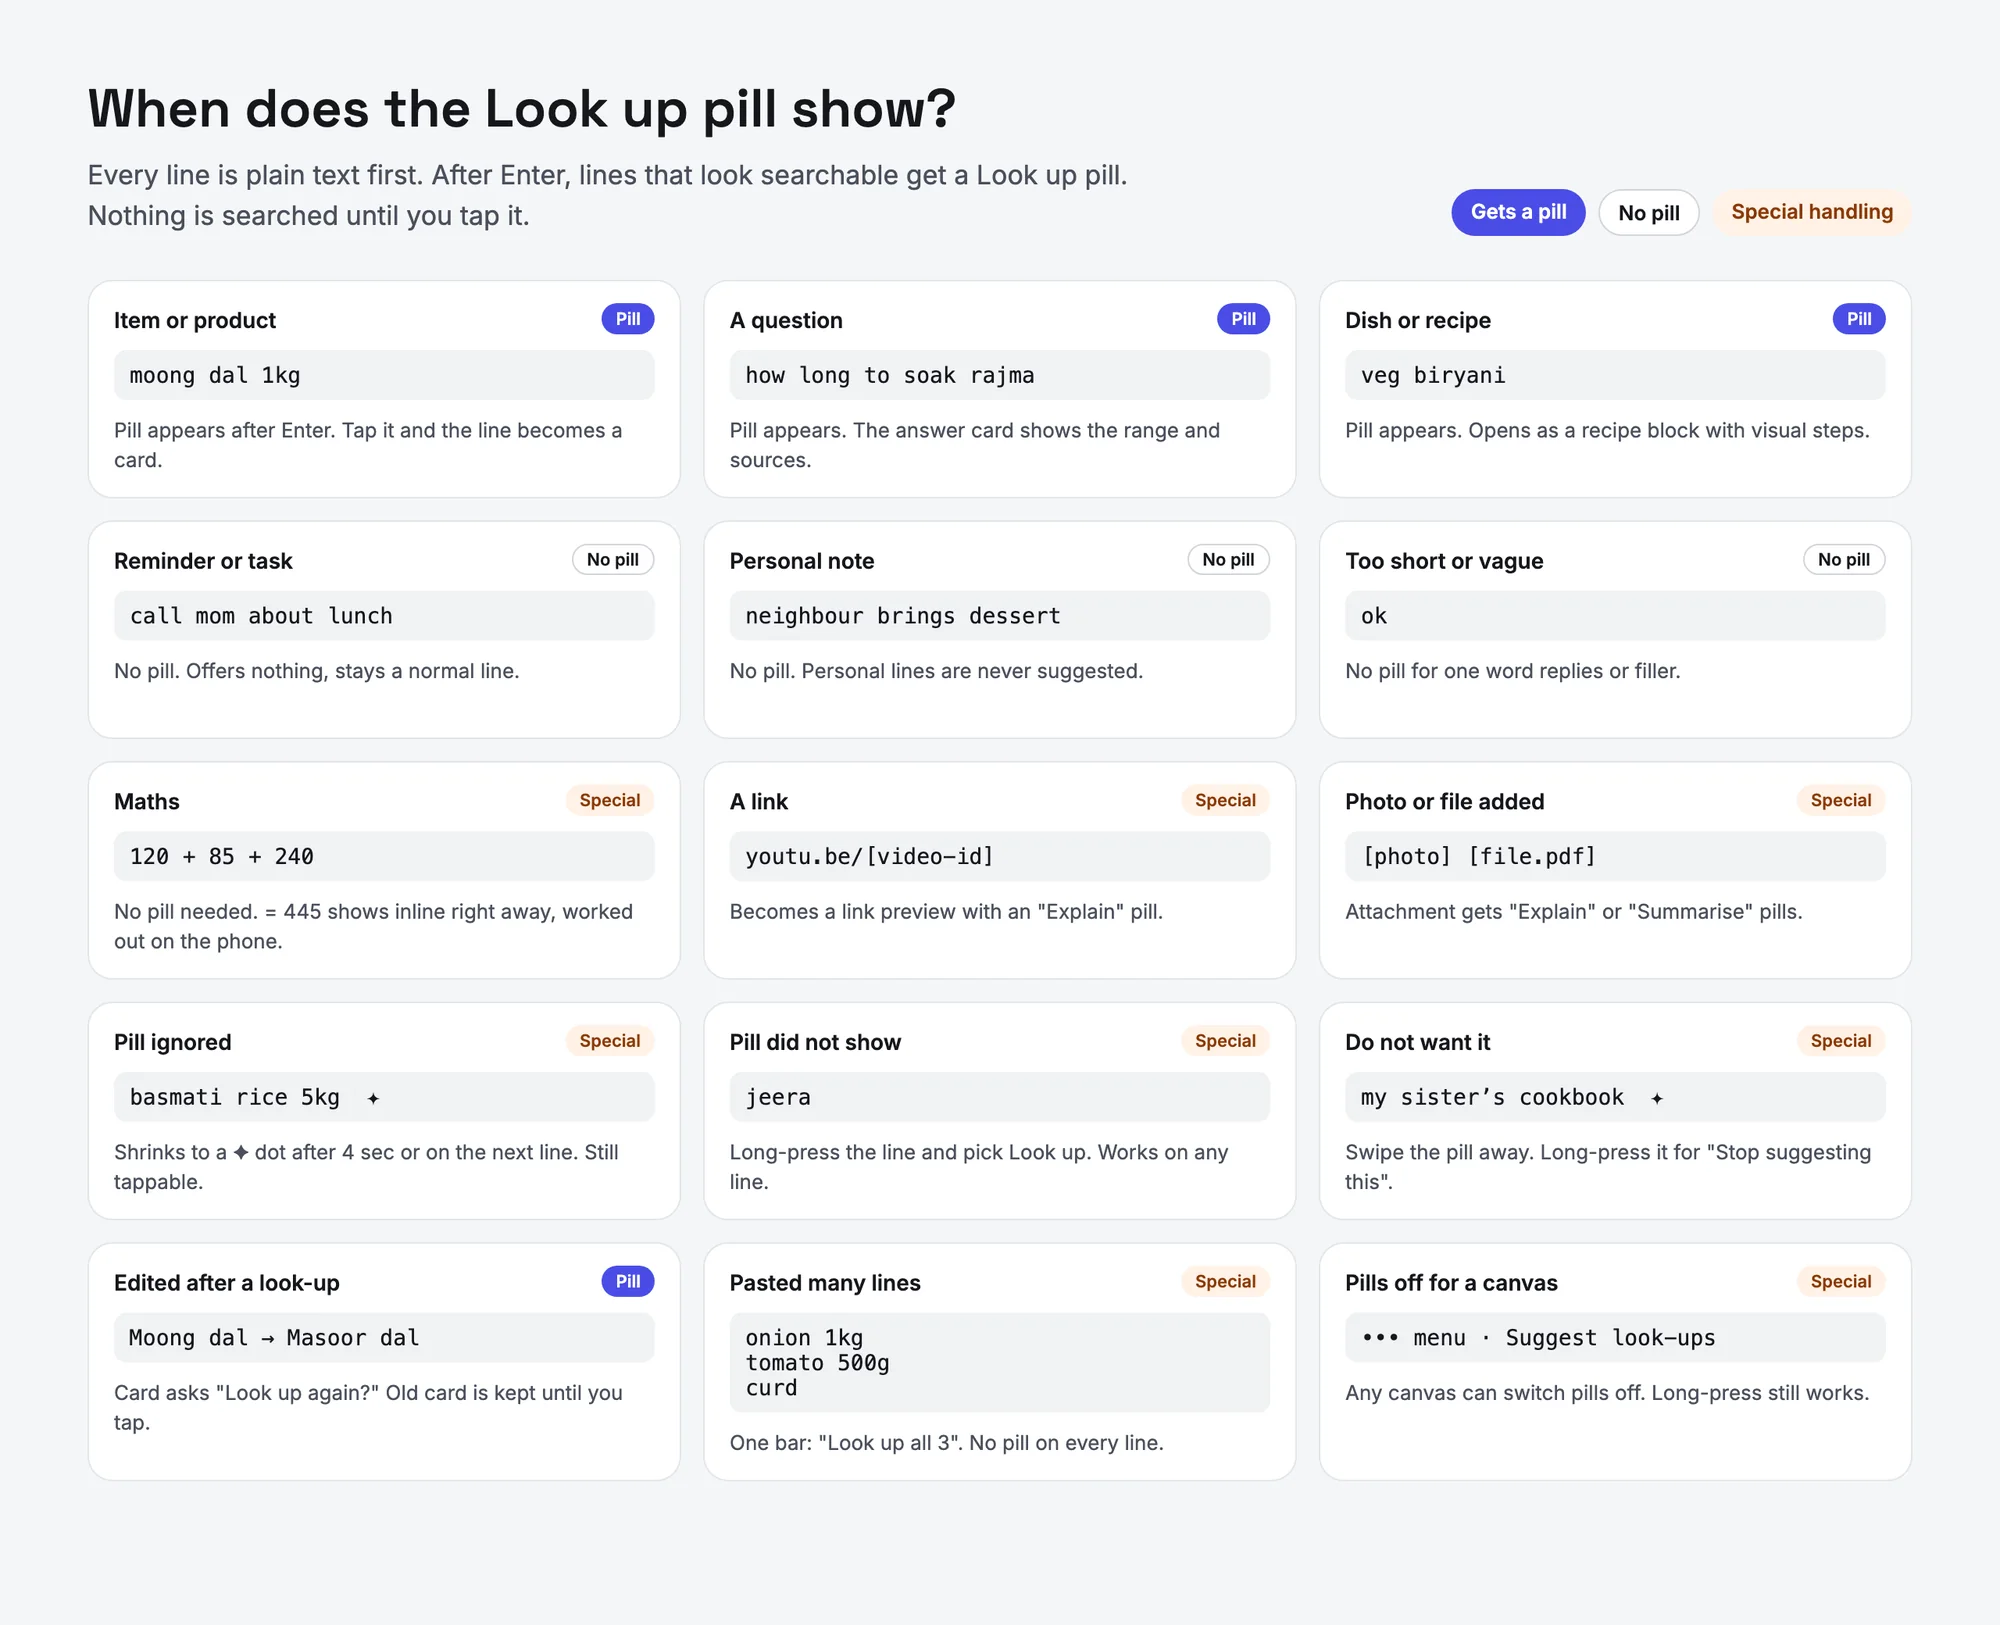 When does the Look up pill show?
Every line is plain text first. After Enter, lines that look searchable get a Look up pill.
Nothing is searched until you tap it.
Gets a pill
No pill
Special handling
Item or product
Pill
moong dal 1kg
Pill appears after Enter. Tap it and the line becomes a
card.
A question
Pill
how long to soak rajma
Pill appears. The answer card shows the range and
sources.
Dish or recipe
Pill
veg biryani
Pill appears. Opens as a recipe block with visual steps.
Reminder or task
No pill
call mom about lunch
No pill. Offers nothing, stays a normal line.
Personal note
No pill
neighbour brings dessert
No pill. Personal lines are never suggested.
Too short or vague
No pill
ok
No pill for one word replies or filler.
Maths
Special
120 + 85 + 240
No pill needed. = 445 shows inline right away, worked
out on the phone.
A link
Special
youtu.be/[video-id]
Becomes a link preview with an "Explain" pill.
Photo or file added
Special
[photo] [file.pdf]
Attachment gets "Explain" or "Summarise" pills.
Pill ignored
Special
basmati rice 5kg ✦
Shrinks to a ✦ dot after 4 sec or on the next line. Still
tappable.
Pill did not show
Special
jeera
Long-press the line and pick Look up. Works on any
line.
Do not want it
Special
my sister’s cookbook ✦
Swipe the pill away. Long-press it for "Stop suggesting
this".
Edited after a look-up
Pill
Moong dal → Masoor dal
Card asks "Look up again?" Old card is kept until you
tap.
Pasted many lines
Special
onion 1kg
tomato 500g
curd
One bar: "Look up all 3". No pill on every line.
Pills off for a canvas
Special
••• menu · Suggest look-ups
Any canvas can switch pills off. Long-press still works.